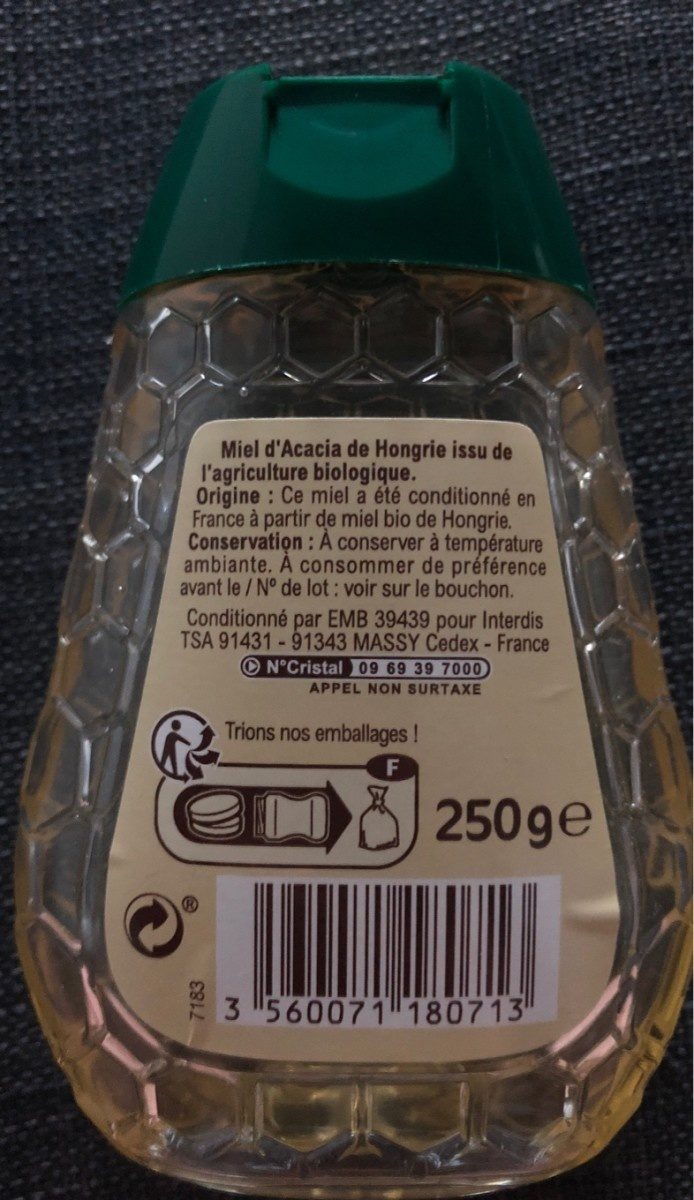 Miel d'Acacia de Hongrie issu de
l'agriculture biologique.
Origine : Ce miel a été conditionné en
France à partir de miel bio de Hongrie.
Conservation : À conserver à température
ambiante. À consommer de préférence
avant le / N° de lot : voir sur le bouchon.
Conditionné par EMB 39439 pour Interdis
TSA 91431 - 91343 MASSY Cedex - France
N°Cristal 09 69 39 7000
APPEL NON SURTAXE
Trions nos emballages !
F
250g e
®
7183
3 560071 180713